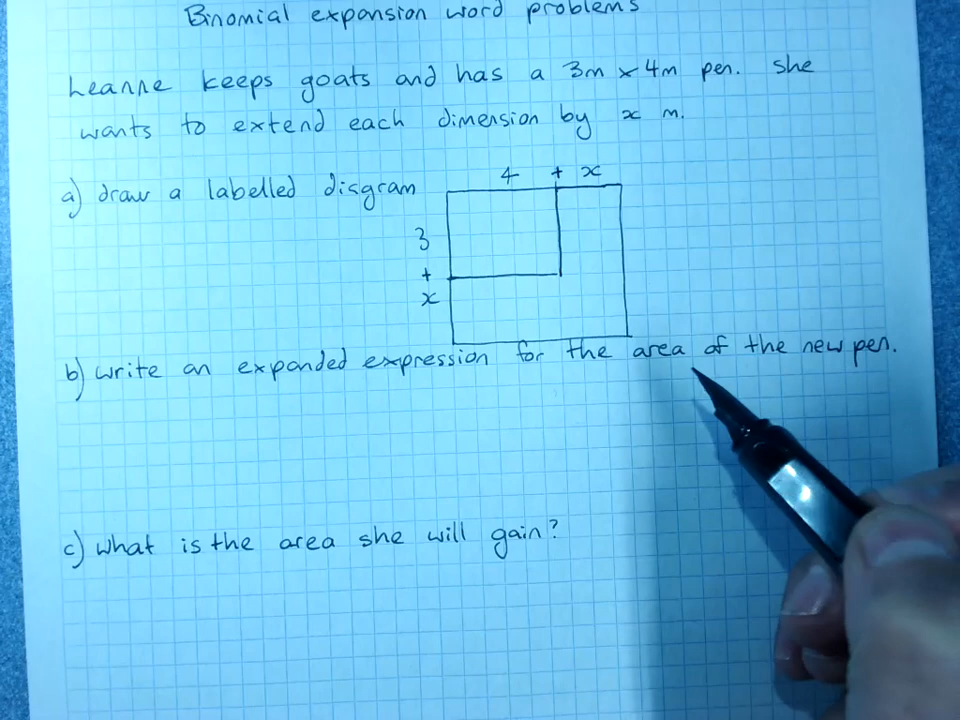 Binomial expansion word problems
Leanne keeps goats and has a 3m x 4m pen. She
wants to extend each dimension by x m.
a) draw a labelled disgram
4 + x
3
+
x
b) write an expanded expression for the area of the new pen.
c) what is the area she will gain?